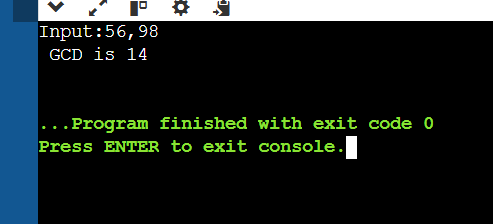 Input:56,98
GCD is 14
...Program finished with exit code 0
Press ENTER to exit console.